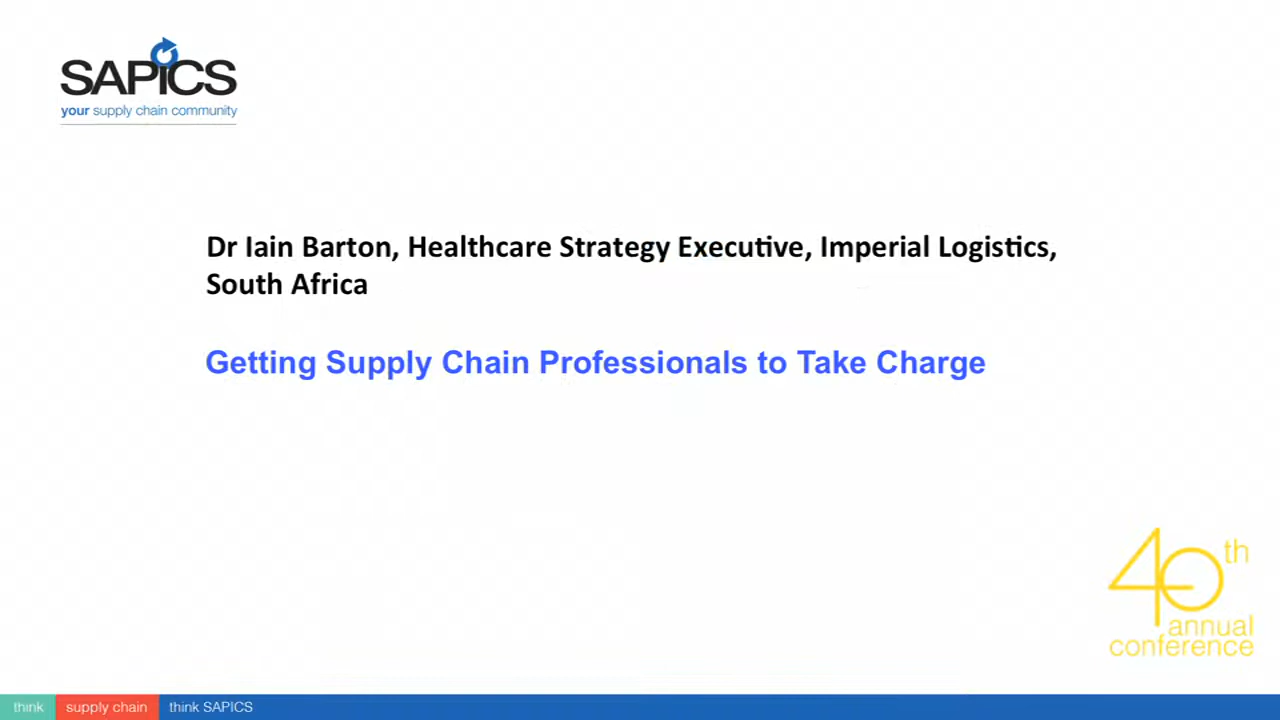 SAPICS
your supply chain community
Dr Iain Barton, Healthcare Strategy Executive, Imperial Logistics,
South Africa
Getting Supply Chain Professionals to Take Charge
40th
annual
conference
think supply chain think SAPICS